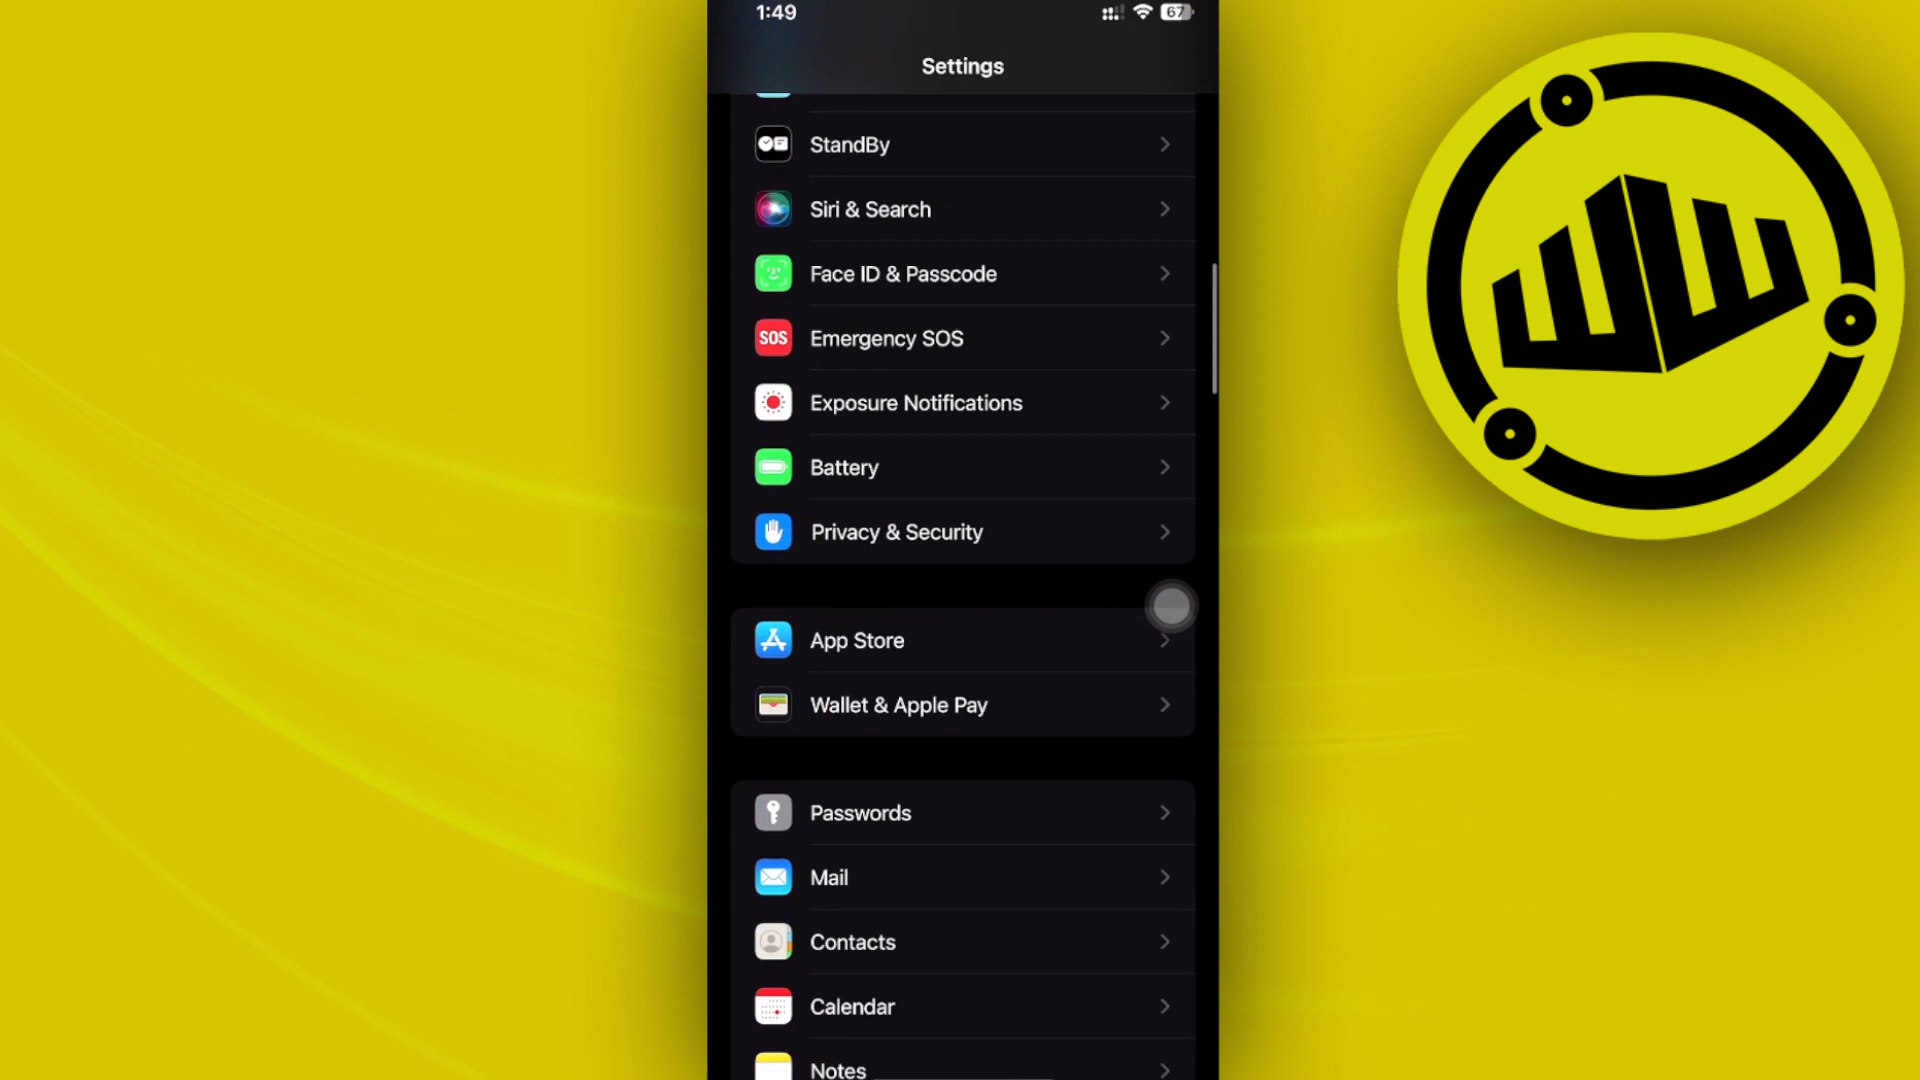 1:49
67
Settings
StandBy
Siri & Search
Face ID & Passcode
SOS
Emergency SOS
Exposure Notifications
Battery
Privacy & Security
App Store
Wallet & Apple Pay
Passwords
Mail
Contacts
Calendar
Notes